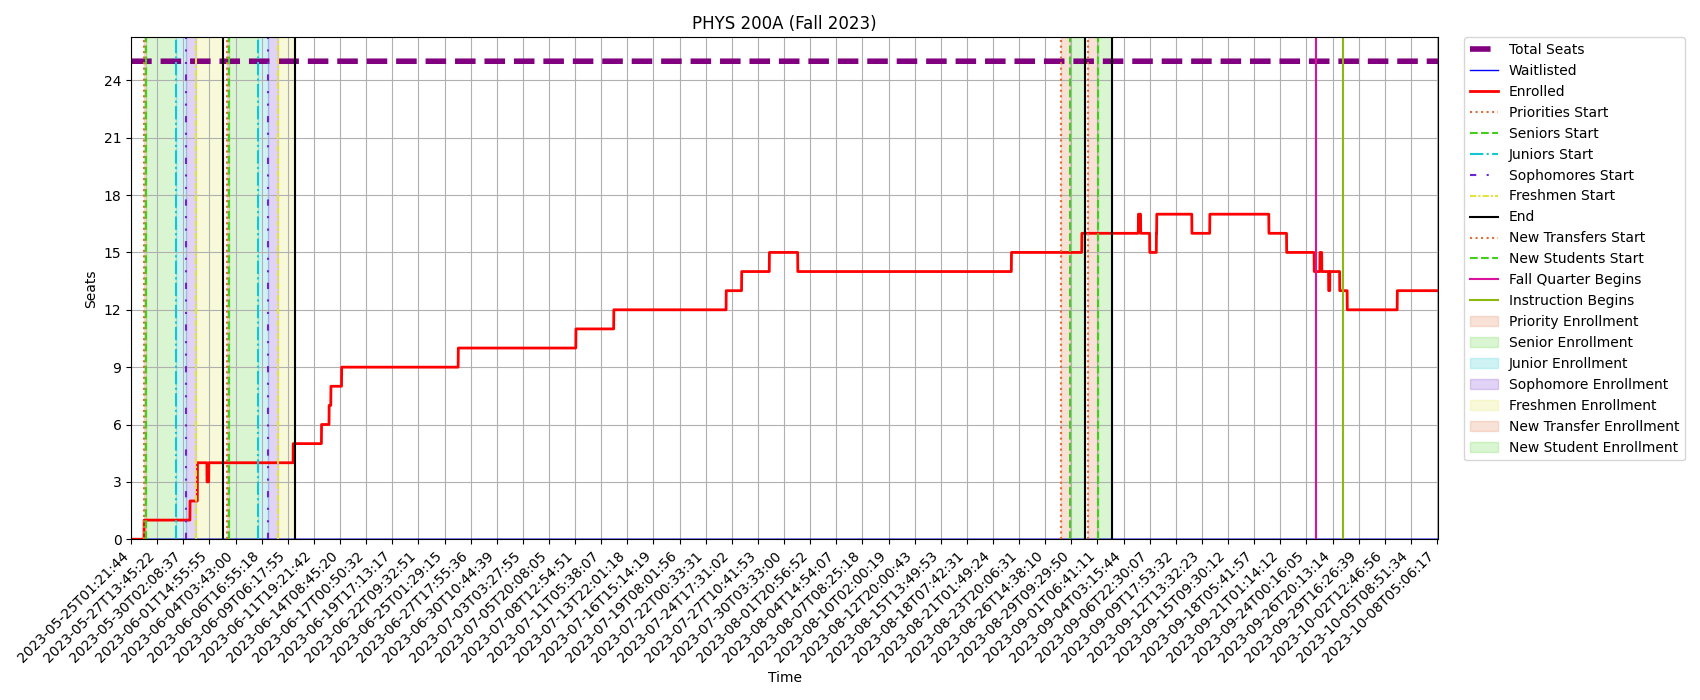 PHYS 200A (Fall 2023)
Seats
24
21
18
15
12
9
6
3
0
2023-05-25T01:21:44
2023-05-27T13:45:22
2023-05-30T02:08:37
2023-06-01T14:55:55
2023-06-04T03:43:00
2023-06-06T16:55:18
2023-06-09T06:17:53
2023-06-11T19:21:42
2023-06-14T08:45:20
2023-06-17T00:50:32
2023-06-19T17:13:17
2023-06-22T09:32:51
2023-06-25T01:29:15
2023-06-27T17:55:36
2023-06-30T10:44:39
2023-07-03T03:27:55
2023-07-05T20:08:05
2023-07-08T12:54:51
2023-07-11T05:38:07
2023-07-13T22:01:18
2023-07-16T15:14:19
2023-07-19T08:01:56
2023-07-22T00:33:31
2023-07-24T17:31:02
2023-07-27T10:41:53
2023-07-30T03:33:00
2023-08-01T20:56:52
2023-08-04T14:54:07
2023-08-07T08:25:18
2023-08-10T02:00:19
2023-08-12T20:00:43
2023-08-15T13:49:53
2023-08-18T07:42:31
2023-08-21T01:49:24
2023-08-23T20:06:31
2023-08-26T14:38:10
2023-08-29T09:29:50
2023-09-01T06:41:11
2023-09-04T03:15:44
2023-09-06T22:30:07
2023-09-09T17:53:32
2023-09-12T13:32:23
2023-09-15T09:30:12
2023-09-18T05:41:57
2023-09-21T01:14:12
2023-09-24T00:16:05
2023-09-26T20:13:14
2023-09-29T16:26:39
2023-10-02T12:46:56
2023-10-05T08:51:34
2023-10-08T05:06:17
Time
Total Seats
Waitlisted
Enrolled
Priorities Start
Seniors Start
Juniors Start
Sophomores Start
Freshmen Start
End
New Transfers Start
New Students Start
Fall Quarter Begins
Instruction Begins
Priority Enrollment
Senior Enrollment
Junior Enrollment
Sophomore Enrollment
Freshmen Enrollment
New Transfer Enrollment
New Student Enrollment